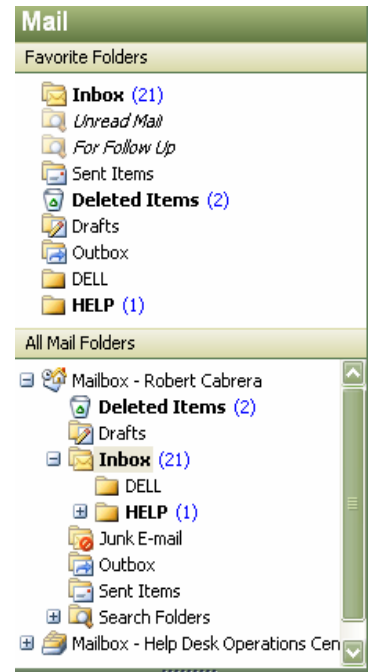 Mail
Favorite Folders
Inbox (21)
Unread Mail
For Follow Up
Sent Items
Deleted Items (2)
Drafts
Outbox
DELL
HELP (1)
All Mail Folders
Mailbox - Robert Cabrera
Deleted Items (2)
Drafts
Inbox (21)
DELL
HELP (1)
Junk E-mail
Outbox
Sent Items
Search Folders
Mailbox - Help Desk Operations Cen